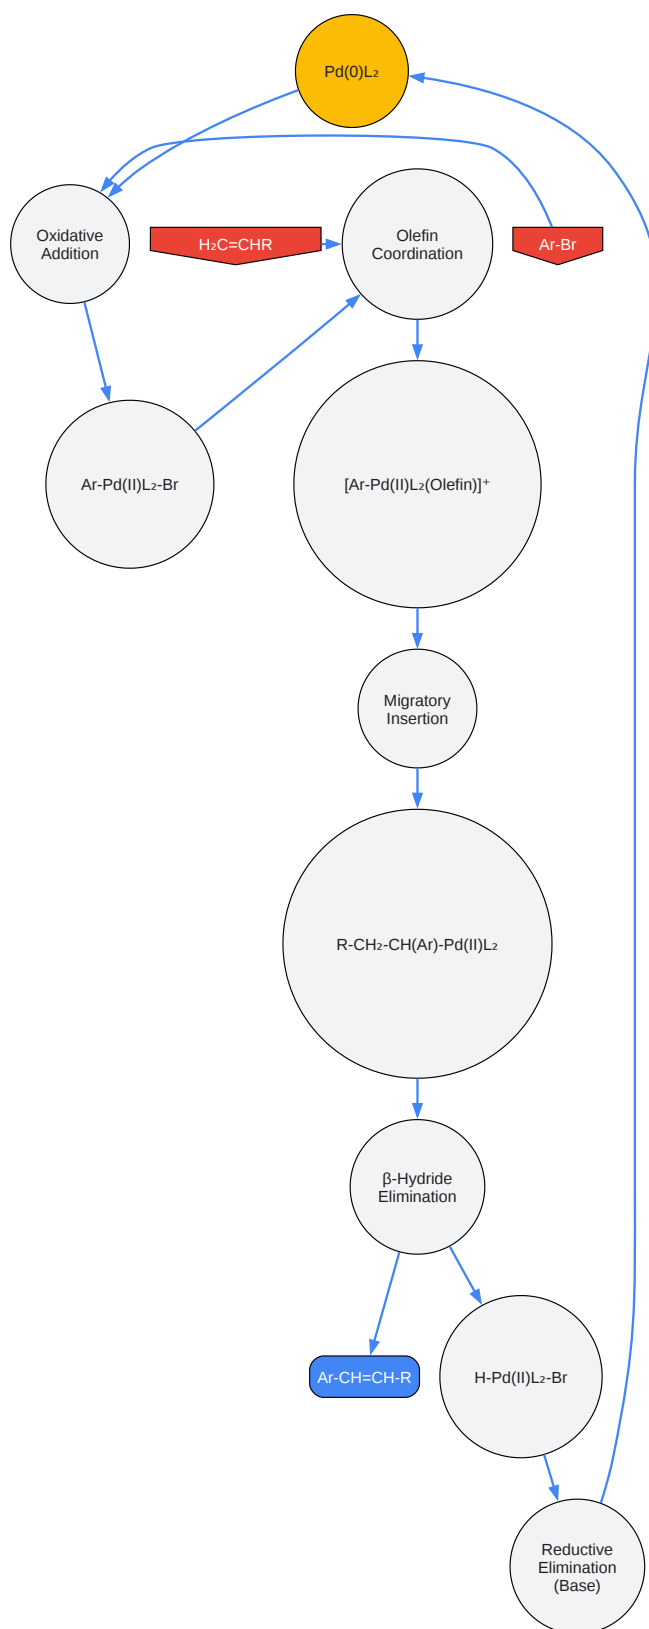 Pd(0)L₂
Oxidative
Addition
H₂C=CHR
Olefin
Coordination
Ar-Br
Ar-Pd(II)L₂-Br
[Ar-Pd(II)L₂(Olefin)]⁺
Migratory
Insertion
R-CH₂-CH(Ar)-Pd(II)L₂
β-Hydride
Elimination
Ar-CH=CH-R
H-Pd(II)L₂-Br
Reductive
Elimination
(Base)